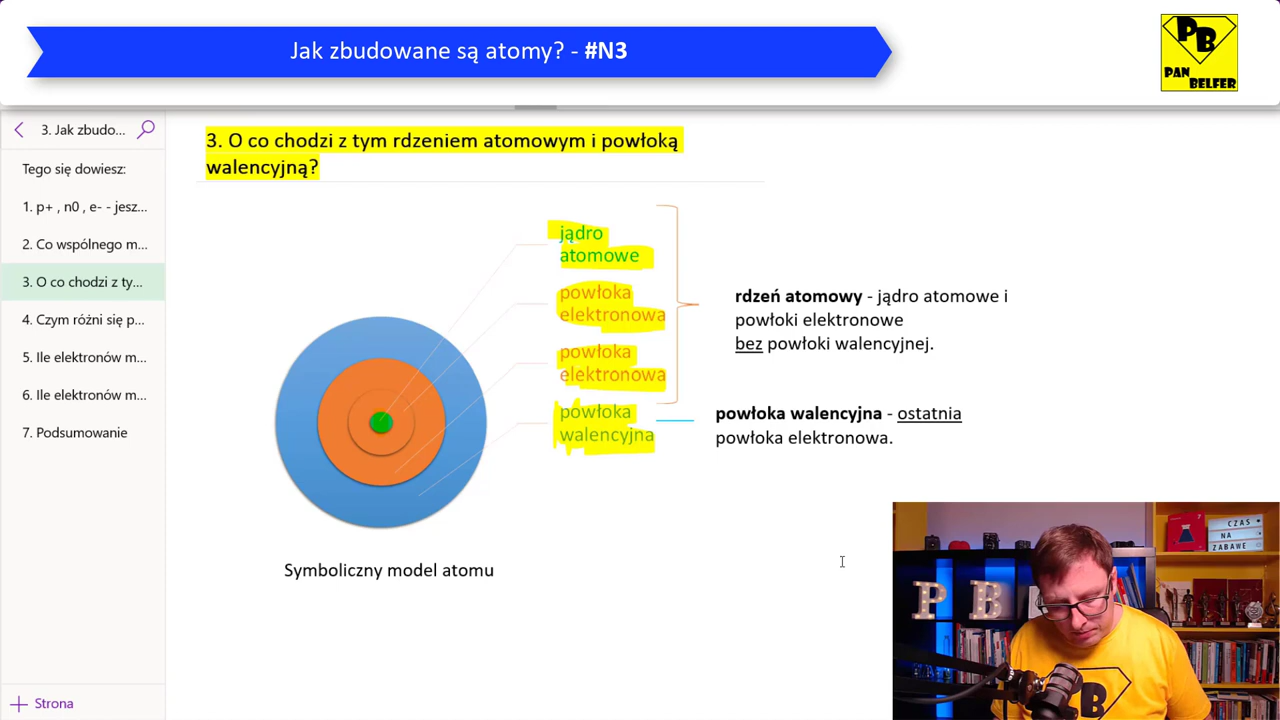 Jak zbudowane są atomy? - #N3
PB
PAN
BELFER
3. Jak zbudo...
Tego się dowiesz:
1. p+ , n0 , e- - jesz...
2. Co wspólnego m...
3. O co chodzi z ty...
4. Czym różni się p...
5. Ile elektronów m...
6. Ile elektronów m...
7. Podsumowanie
Strona
3. O co chodzi z tym rdzeniem atomowym i powłoką
walencyjną?
jądro
atomowe
powłoka
elektronowa
powłoka
elektronowa
powłoka
walencyjna
rdzeń atomowy - jądro atomowe i
powłoki elektronowe
bez powłoki walencyjnej.
powłoka walencyjna - ostatnia
powłoka elektronowa.
Symboliczny model atomu
CZAS
NA
ZABAWE
P B
B